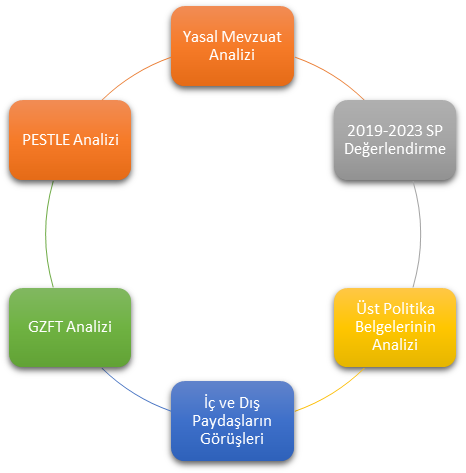 Yasal Mevzuat
Analizi
2019-2023 SP
Değerlendirme
Üst Politika
Belgelerinin
Analizi
İç ve Dış
Paydaşların
Görüşleri
GZFT Analizi
PESTLE Analizi